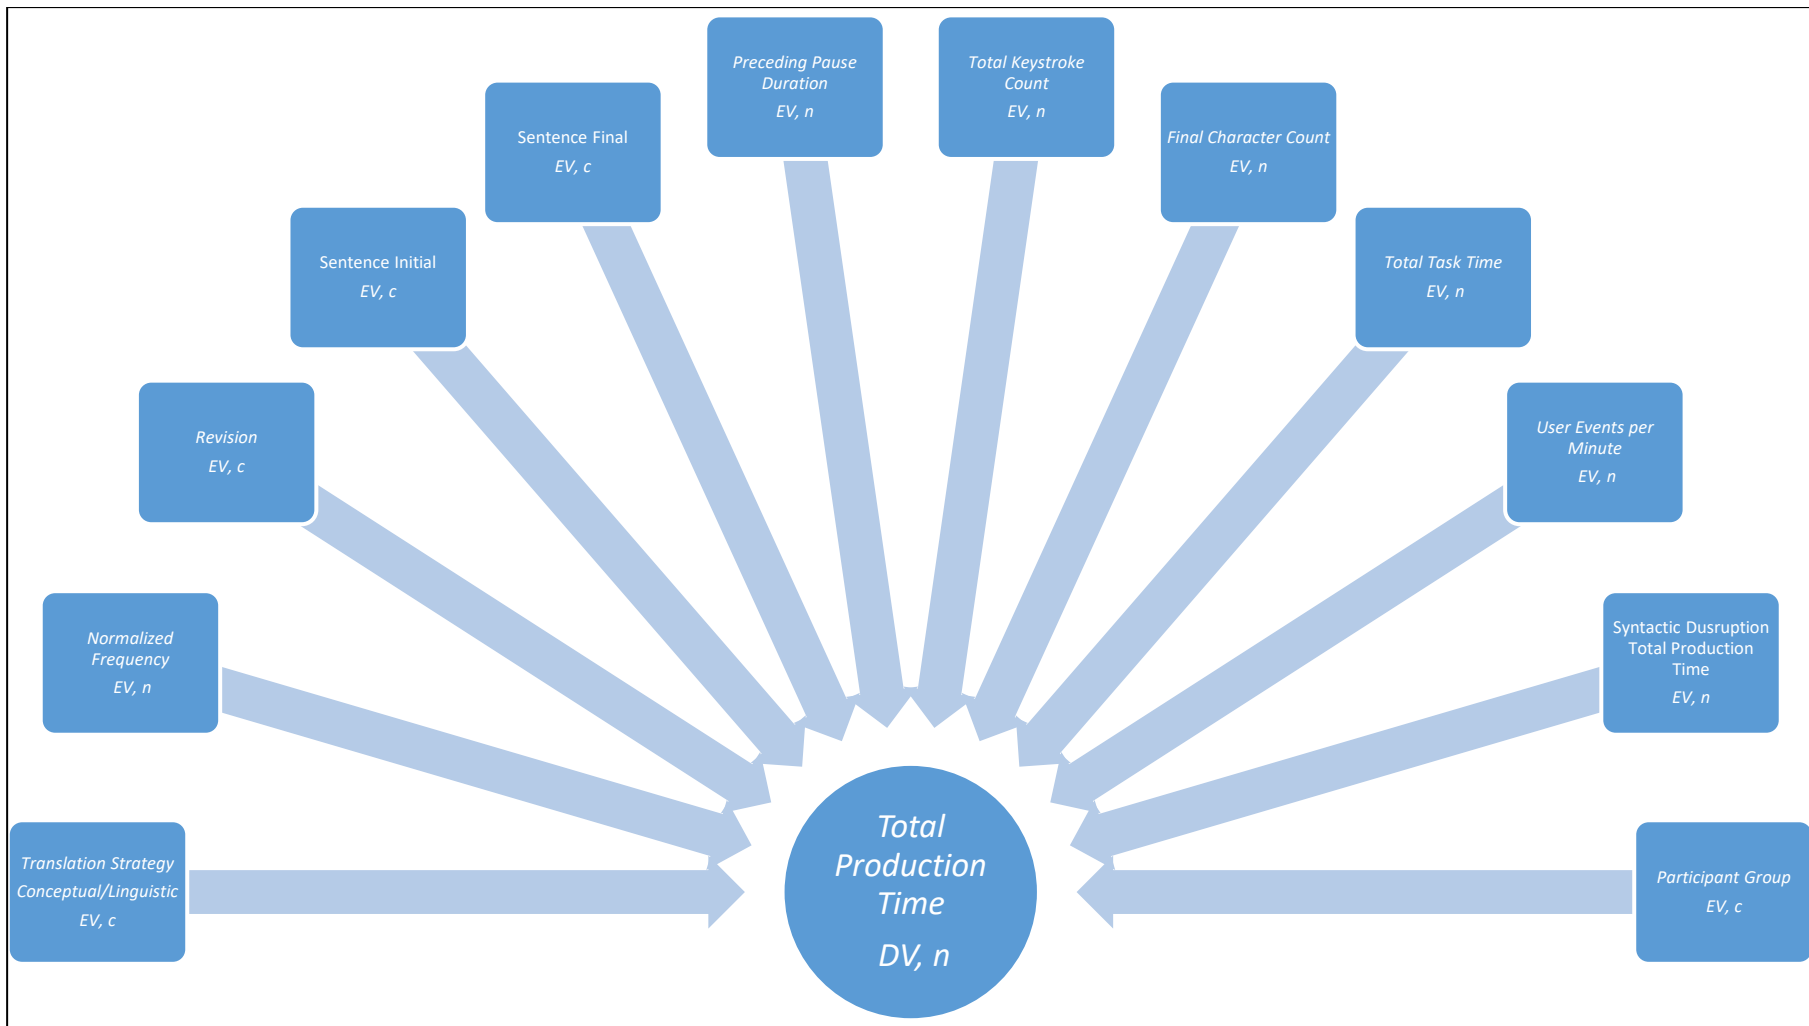 Preceding Pause
Duration
EV, n
Total Keystroke
Count
EV, n
Sentence Final
EV, c
Final Character Count
EV, n
Sentence Initial
EV, c
Total Task Time
EV, n
Revision
EV, c
User Events per
Minute
EV, n
Normalized
Frequency
EV, n
Syntactic Dusruption
Total Production
Time
EV, n
Translation Strategy
Conceptual/Linguistic
EV, c
Total
Production
Time
DV, n
Participant Group
EV, c